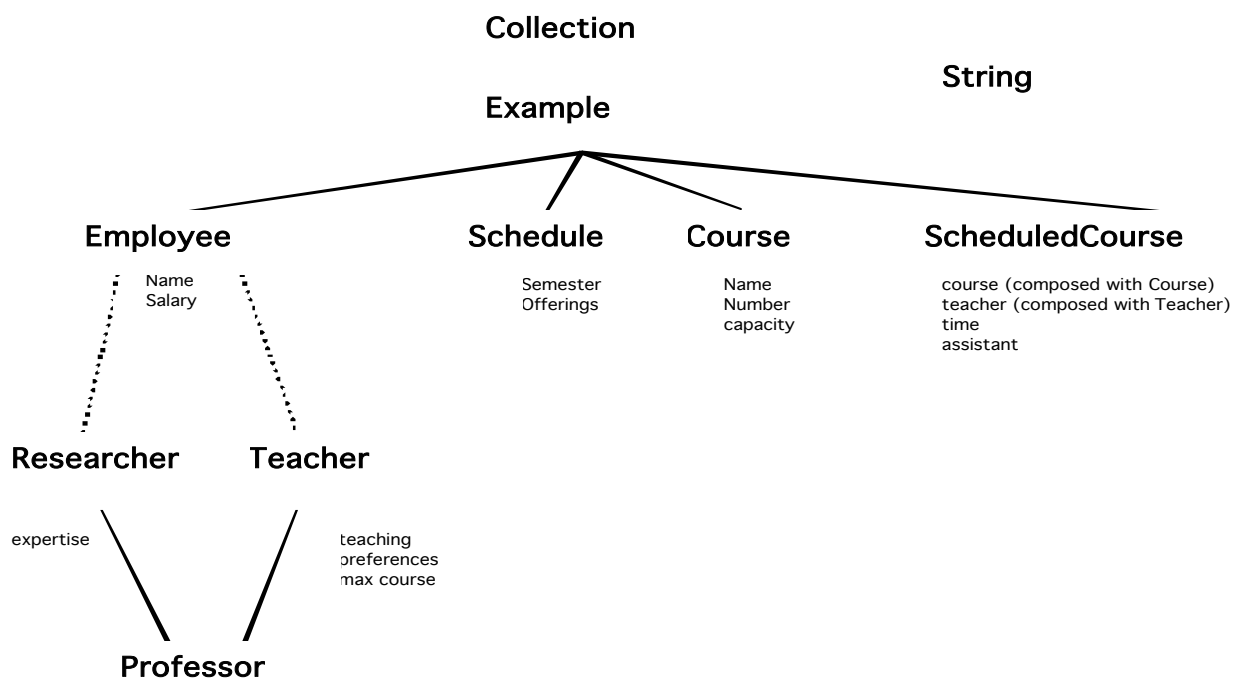 Collection
String
Example
Employee
Schedule
Course
ScheduledCourse
Name
Salary
Semester
Offerings
Name
Number
capacity
course (composed with Course)
teacher (composed with Teacher)
time
assistant
Researcher
Teacher
expertise
teaching
preferences
max course
Professor